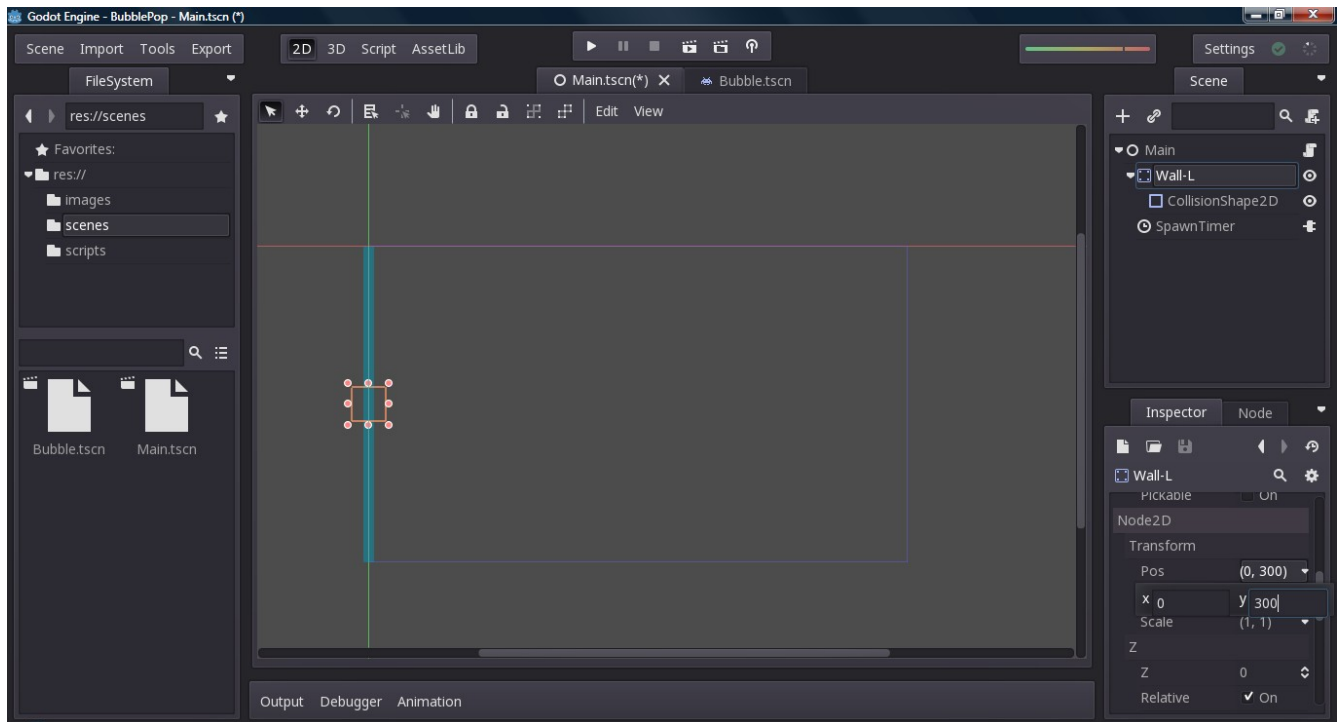 Godot Engine - BubblePop - Main.tscn (*)
Scene Import Tools Export
2D 3D Script AssetLib
Settings
FileSystem
Main.tscn(*)
Bubble.tscn
Scene
res://scenes
Edit View
Favorites:
res://
images
scenes
scripts
Main
Wall-L
CollisionShape2D
SpawnTimer
Bubble.tscn
Main.tscn
Inspector
Node
Wall-L
Pickable On
Node2D
Transform
Pos (0, 300)
x 0 y 300
Scale (1, 1)
Z
Z 0
Relative On
Output Debugger Animation